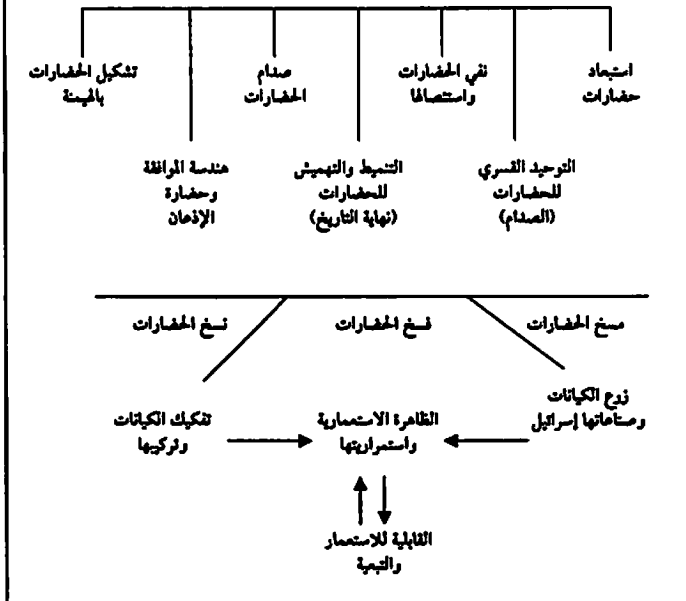 استبعاد
حضارات
نفي الحضارات
واستئصالها
صدام
الحضارات
تشكيل الحضارات
بالهيمنة
التوحيد القسري
للحضارات
(الصدام)
التنميط والتهميش
للحضارات
(نهاية التاريخ)
هندسة الموافقة
وحضارة
الإذعان
مسخ الحضارات
فسخ الحضارات
نسخ الحضارات
زرع الكيانات
وصناعاتها إسرائيل
الظاهرة الاستعمارية
واستمراريتها
تفكيك الكيانات
وتركيبها
القابلية للاستعمار
والتبعية